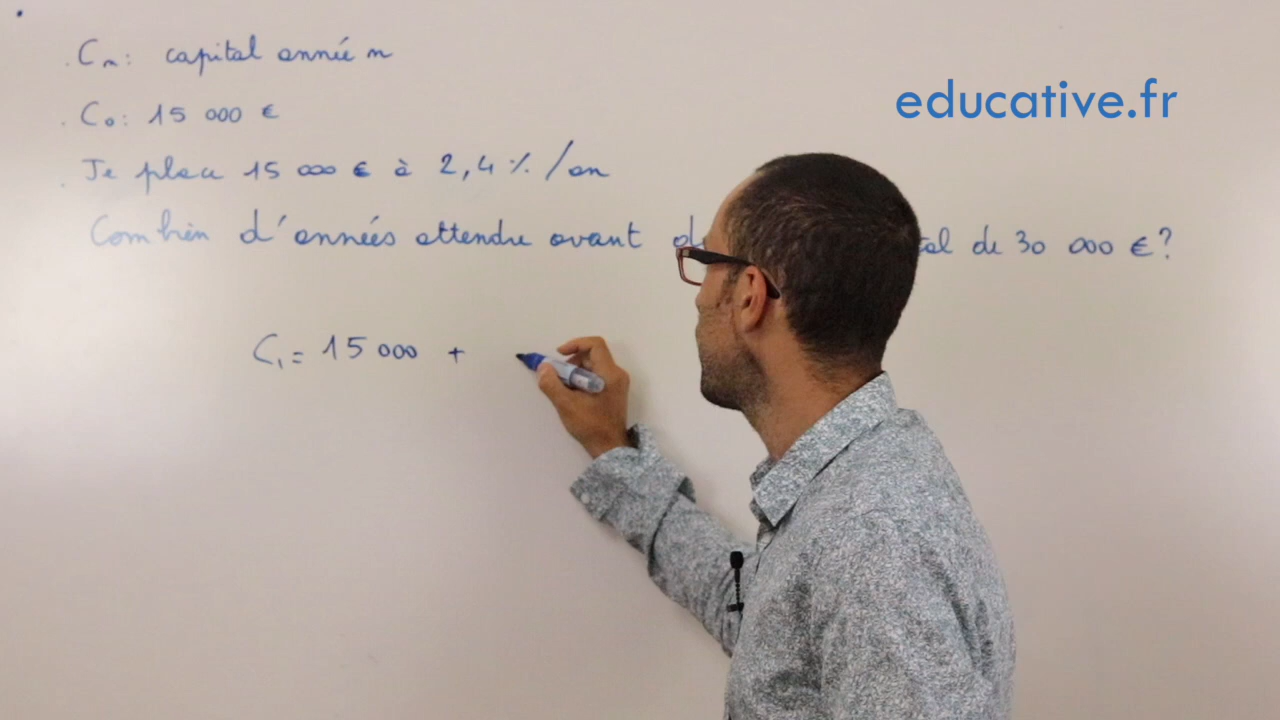 Cn : capital année n
educative.fr
C0 : 15 000 €
Je place 15 000 € à 2,4 % /an
Combien d'années attendre avant de 30 000 € ?
C1 = 15 000 +